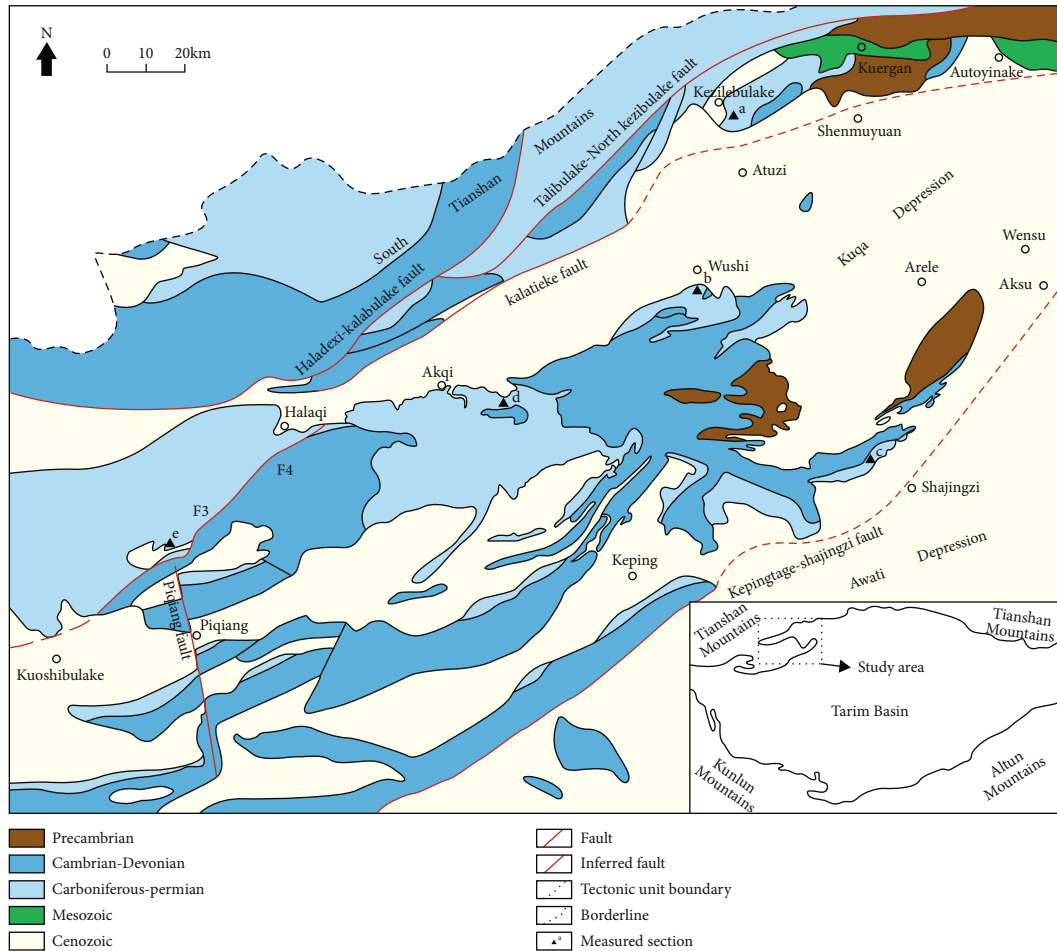 N
0 10 20km
Kuergan
Autoyinake
Kezilebulake
a
Shenmuyuan
Mountains
Talibulake-North kezibulake fault
Atuzi
Tianshan
Depression
South
Kuqa
Wensu
Wushi
Arele
Aksu
b
kalatieke fault
Haladexi-kalabulake fault
Akqi
d
Halaqi
F4
c
Shajingzi
F3
e
Keping
Kepingtage-shajingzi fault
Depression
Awati
Piqiang fault
Piqiang
Kuoshibulake
Tianshan
Mountains
Tianshan
Mountains
Study area
Tarim Basin
Kunlun
Mountains
Altun
Mountains
Precambrian
Cambrian-Devonian
Carboniferous-permian
Mesozoic
Cenozoic
Fault
Inferred fault
Tectonic unit boundary
Borderline
a Measured section